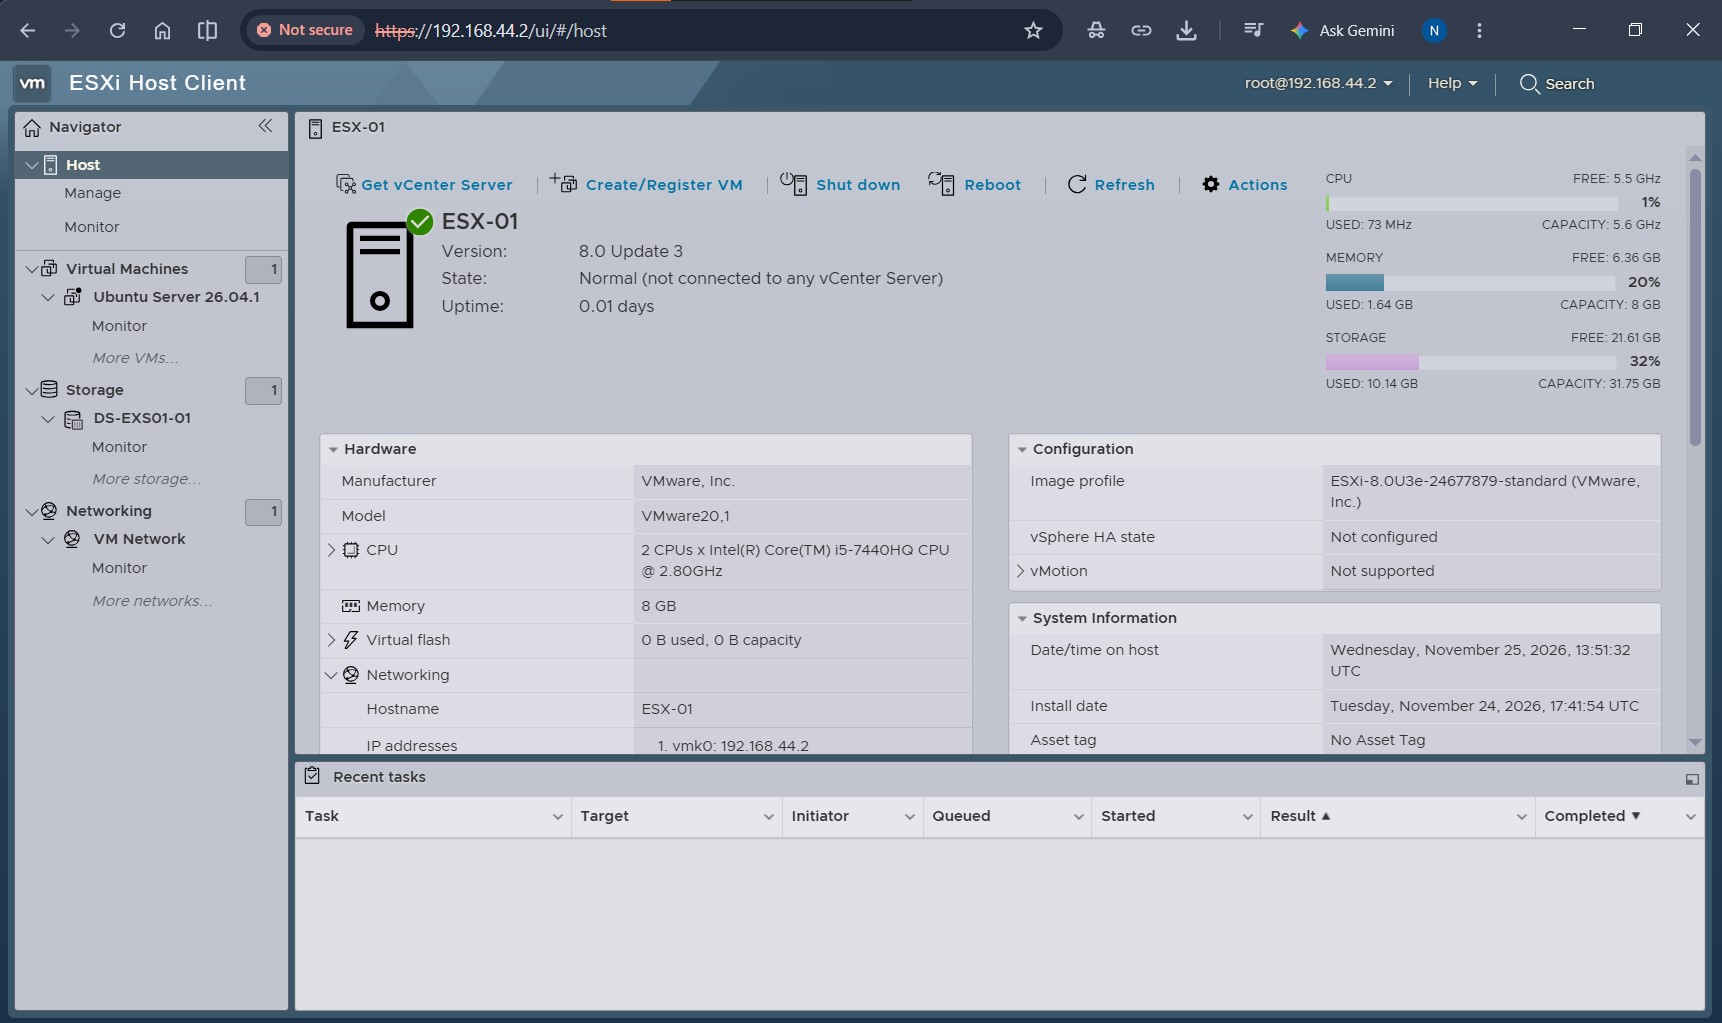 Not secure https://192.168.44.2/ui/#/host Ask Gemini N
vm ESXi Host Client root@192.168.44.2 Help Search
Navigator
Host
Manage
Monitor
Virtual Machines 1
Ubuntu Server 26.04.1
Monitor
More VMs...
Storage 1
DS-EXS01-01
Monitor
More storage...
Networking 1
VM Network
Monitor
More networks...
ESX-01
Get vCenter Server Create/Register VM Shut down Reboot Refresh Actions
ESX-01
Version: 8.0 Update 3
State: Normal (not connected to any vCenter Server)
Uptime: 0.01 days
CPU FREE: 5.5 GHz
1%
USED: 73 MHz CAPACITY: 5.6 GHz
MEMORY FREE: 6.36 GB
20%
USED: 1.64 GB CAPACITY: 8 GB
STORAGE FREE: 21.61 GB
32%
USED: 10.14 GB CAPACITY: 31.75 GB
Hardware
Manufacturer VMware, Inc.
Model VMware20,1
CPU 2 CPUs x Intel(R) Core(TM) i5-7440HQ CPU
@ 2.80GHz
Memory 8 GB
Virtual flash 0 B used, 0 B capacity
Networking
Hostname ESX-01
IP addresses 1. vmk0: 192.168.44.2
Configuration
Image profile ESXi-8.0U3e-24677879-standard (VMware,
Inc.)
vSphere HA state Not configured
vMotion Not supported
System Information
Date/time on host Wednesday, November 25, 2026, 13:51:32
UTC
Install date Tuesday, November 24, 2026, 17:41:54 UTC
Asset tag No Asset Tag
Recent tasks
Task Target Initiator Queued Started Result ▲ Completed ▼